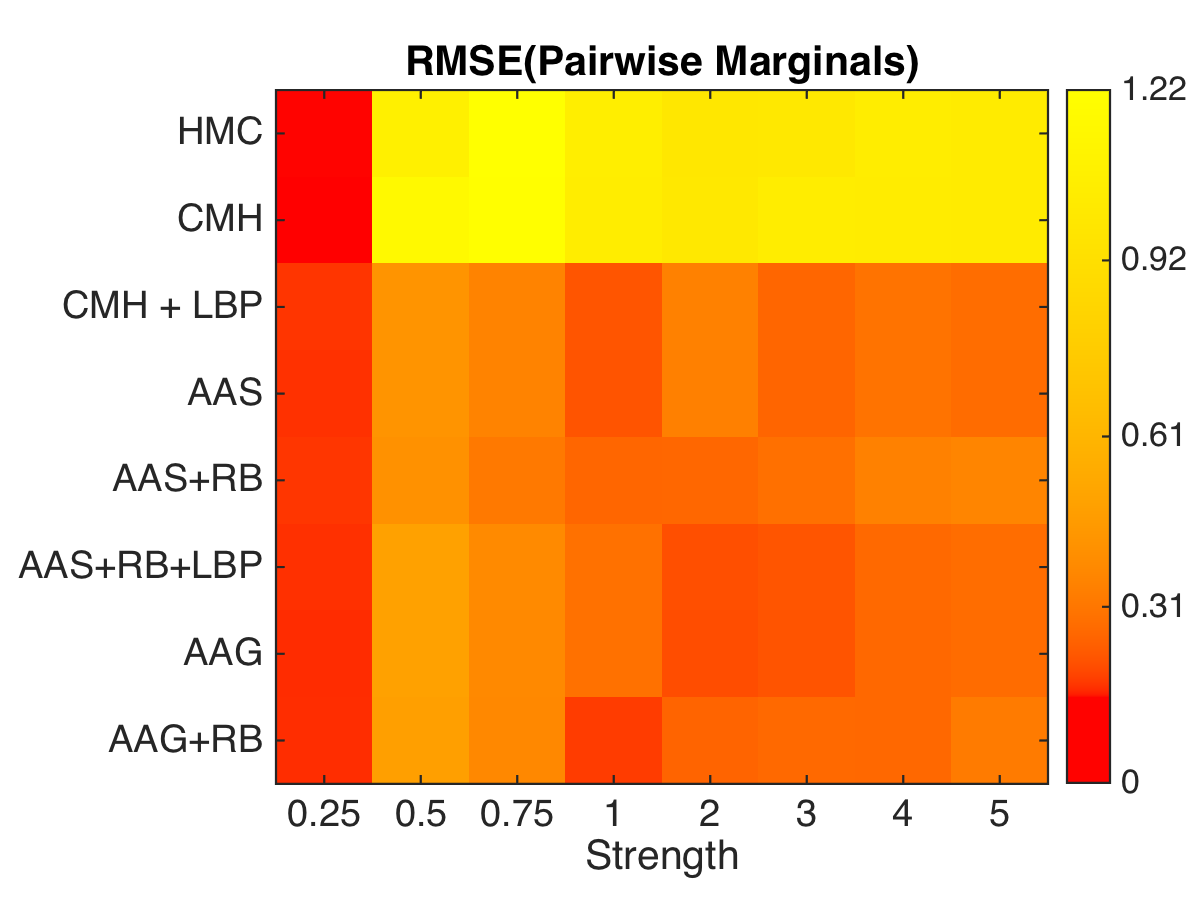 RMSE(Pairwise Marginals)
HMC
CMH
CMH + LBP
AAS
AAS+RB
AAS+RB+LBP
AAG
AAG+RB
0.25 0.5 0.75 1 2 3 4 5
Strength
1.22
0.92
0.61
0.31
0